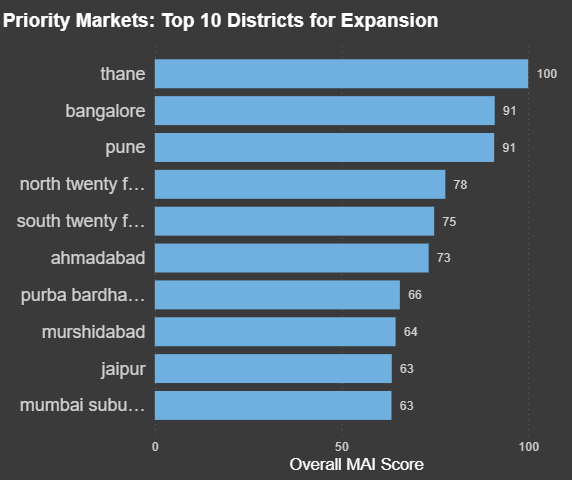 Priority Markets: Top 10 Districts for Expansion
thane 100
bangalore 91
pune 91
north twenty f… 78
south twenty f… 75
ahmadabad 73
purba bardha… 66
murshidabad 64
jaipur 63
mumbai subu… 63
0 50 100
Overall MAI Score